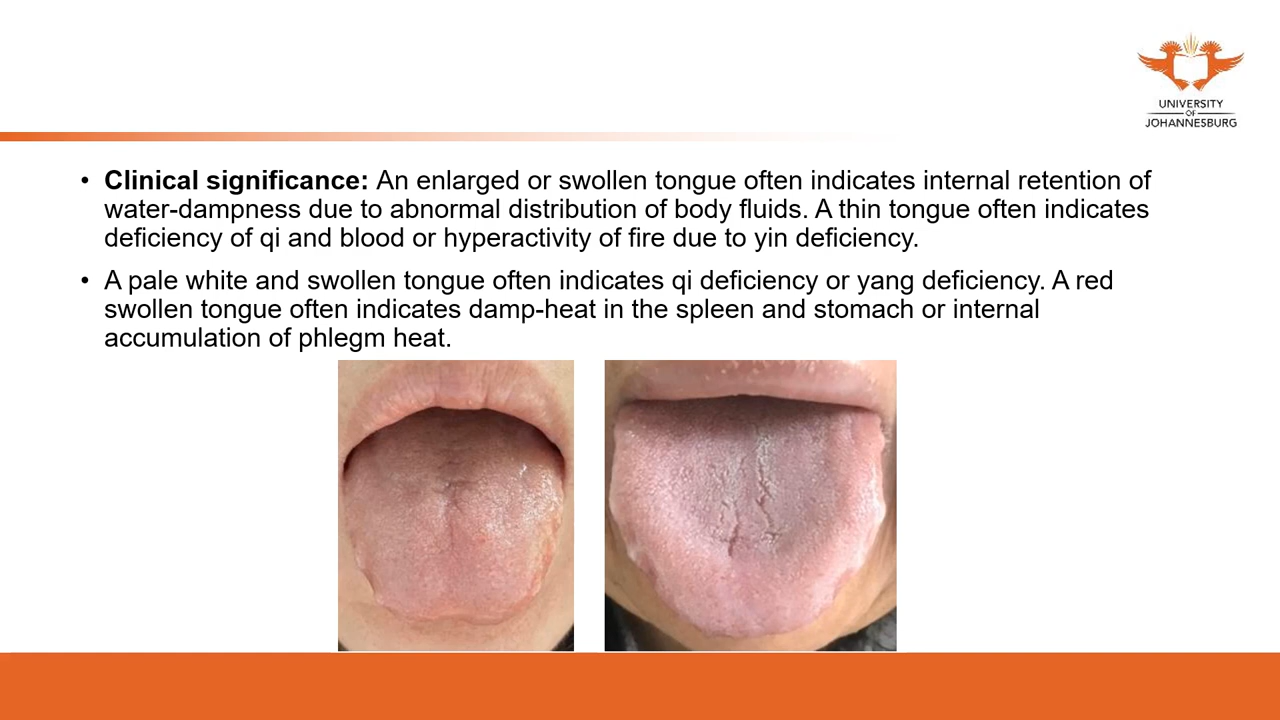 UNIVERSITY
OF
JOHANNESBURG
• Clinical significance: An enlarged or swollen tongue often indicates internal retention of
water-dampness due to abnormal distribution of body fluids. A thin tongue often indicates
deficiency of qi and blood or hyperactivity of fire due to yin deficiency.
• A pale white and swollen tongue often indicates qi deficiency or yang deficiency. A red
swollen tongue often indicates damp-heat in the spleen and stomach or internal
accumulation of phlegm heat.